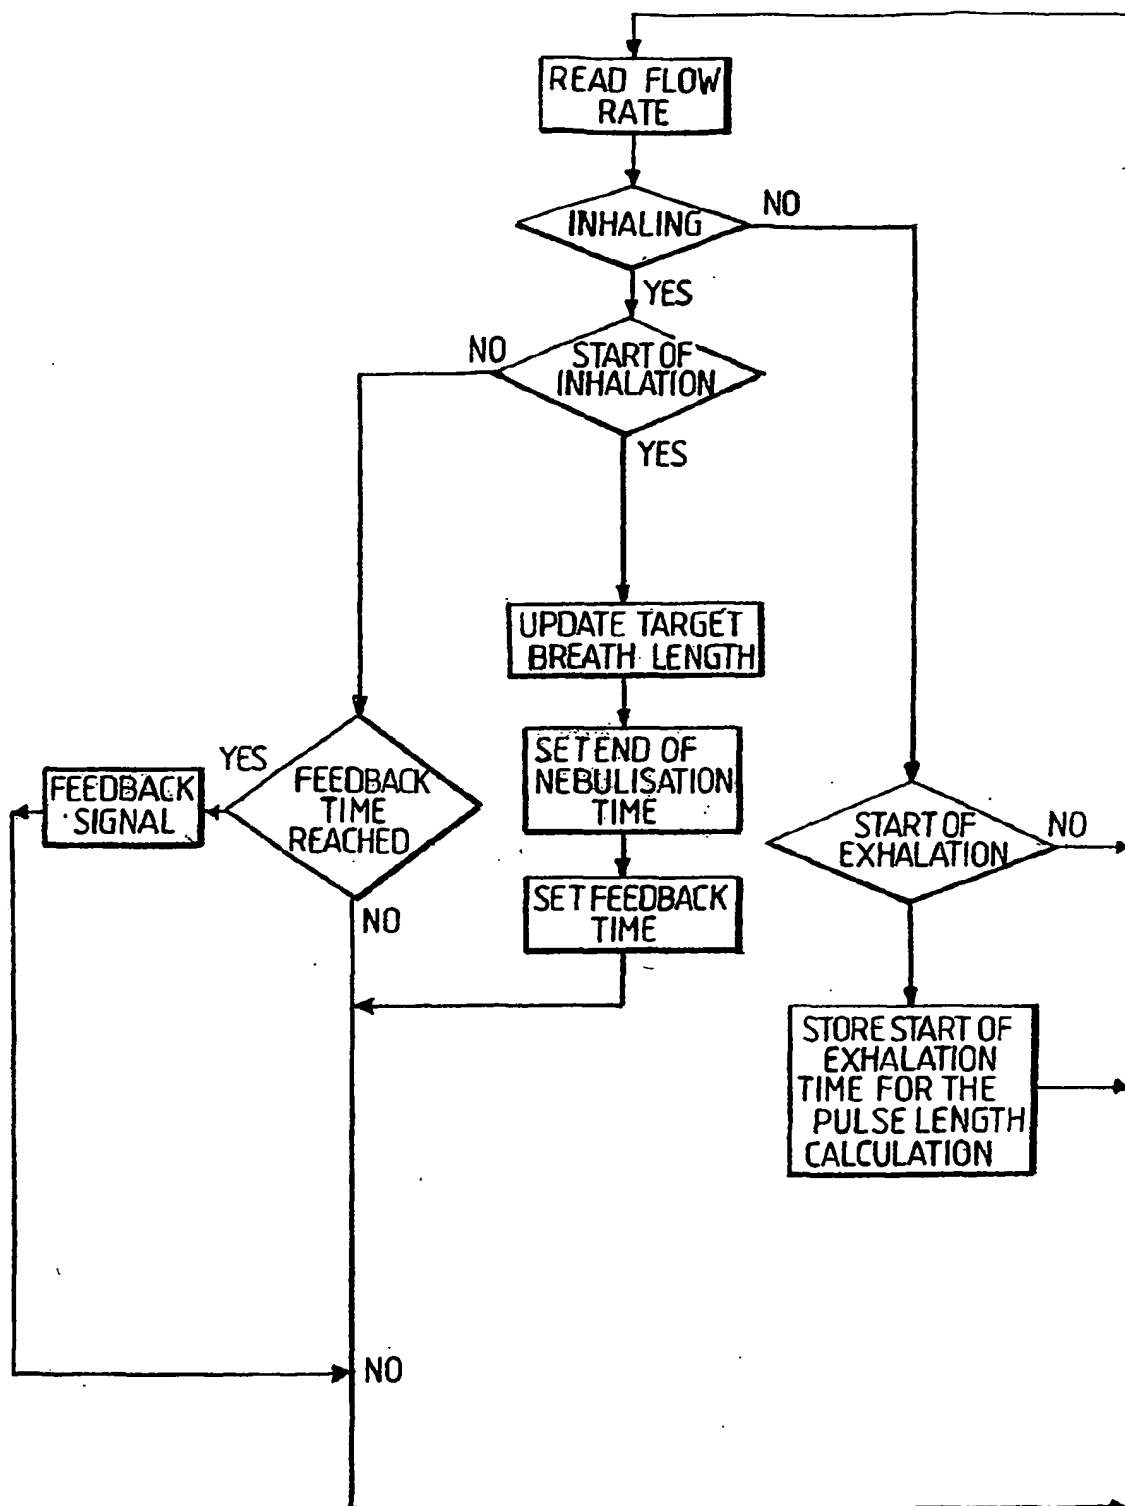 READ FLOW
RATE
INHALING
NO
YES
START OF
INHALATION
NO
YES
UPDATE TARGET
BREATH LENGTH
SET END OF
NEBULISATION
TIME
SET FEEDBACK
TIME
FEEDBACK
TIME
REACHED
YES
FEEDBACK
SIGNAL
NO
START OF
EXHALATION
NO
STORE START OF
EXHALATION
TIME FOR THE
PULSE LENGTH
CALCULATION
NO